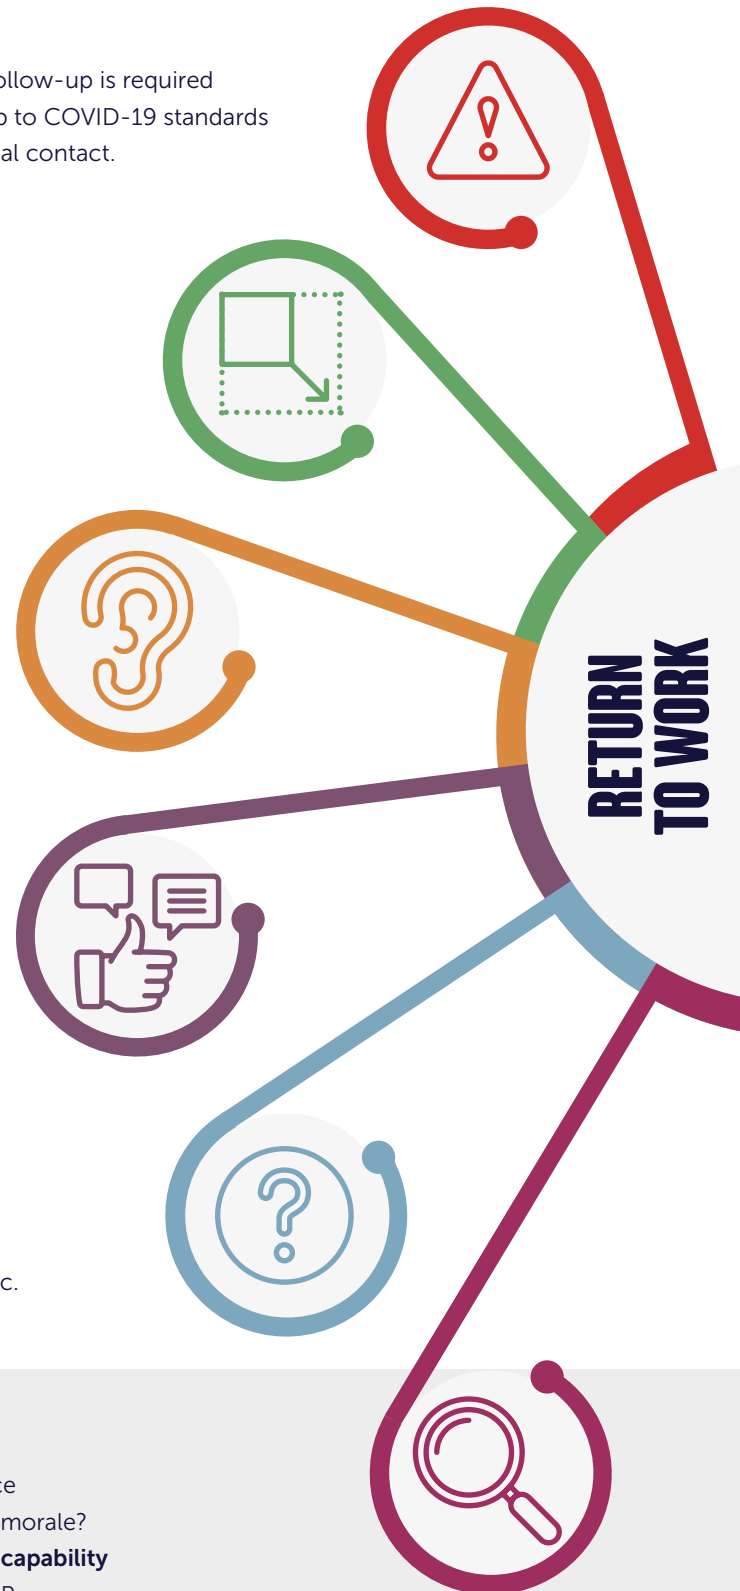 ollow-up is required
to COVID-19 standards
al contact.
RETURN
TO WORK
c.
ce
morale?
capability